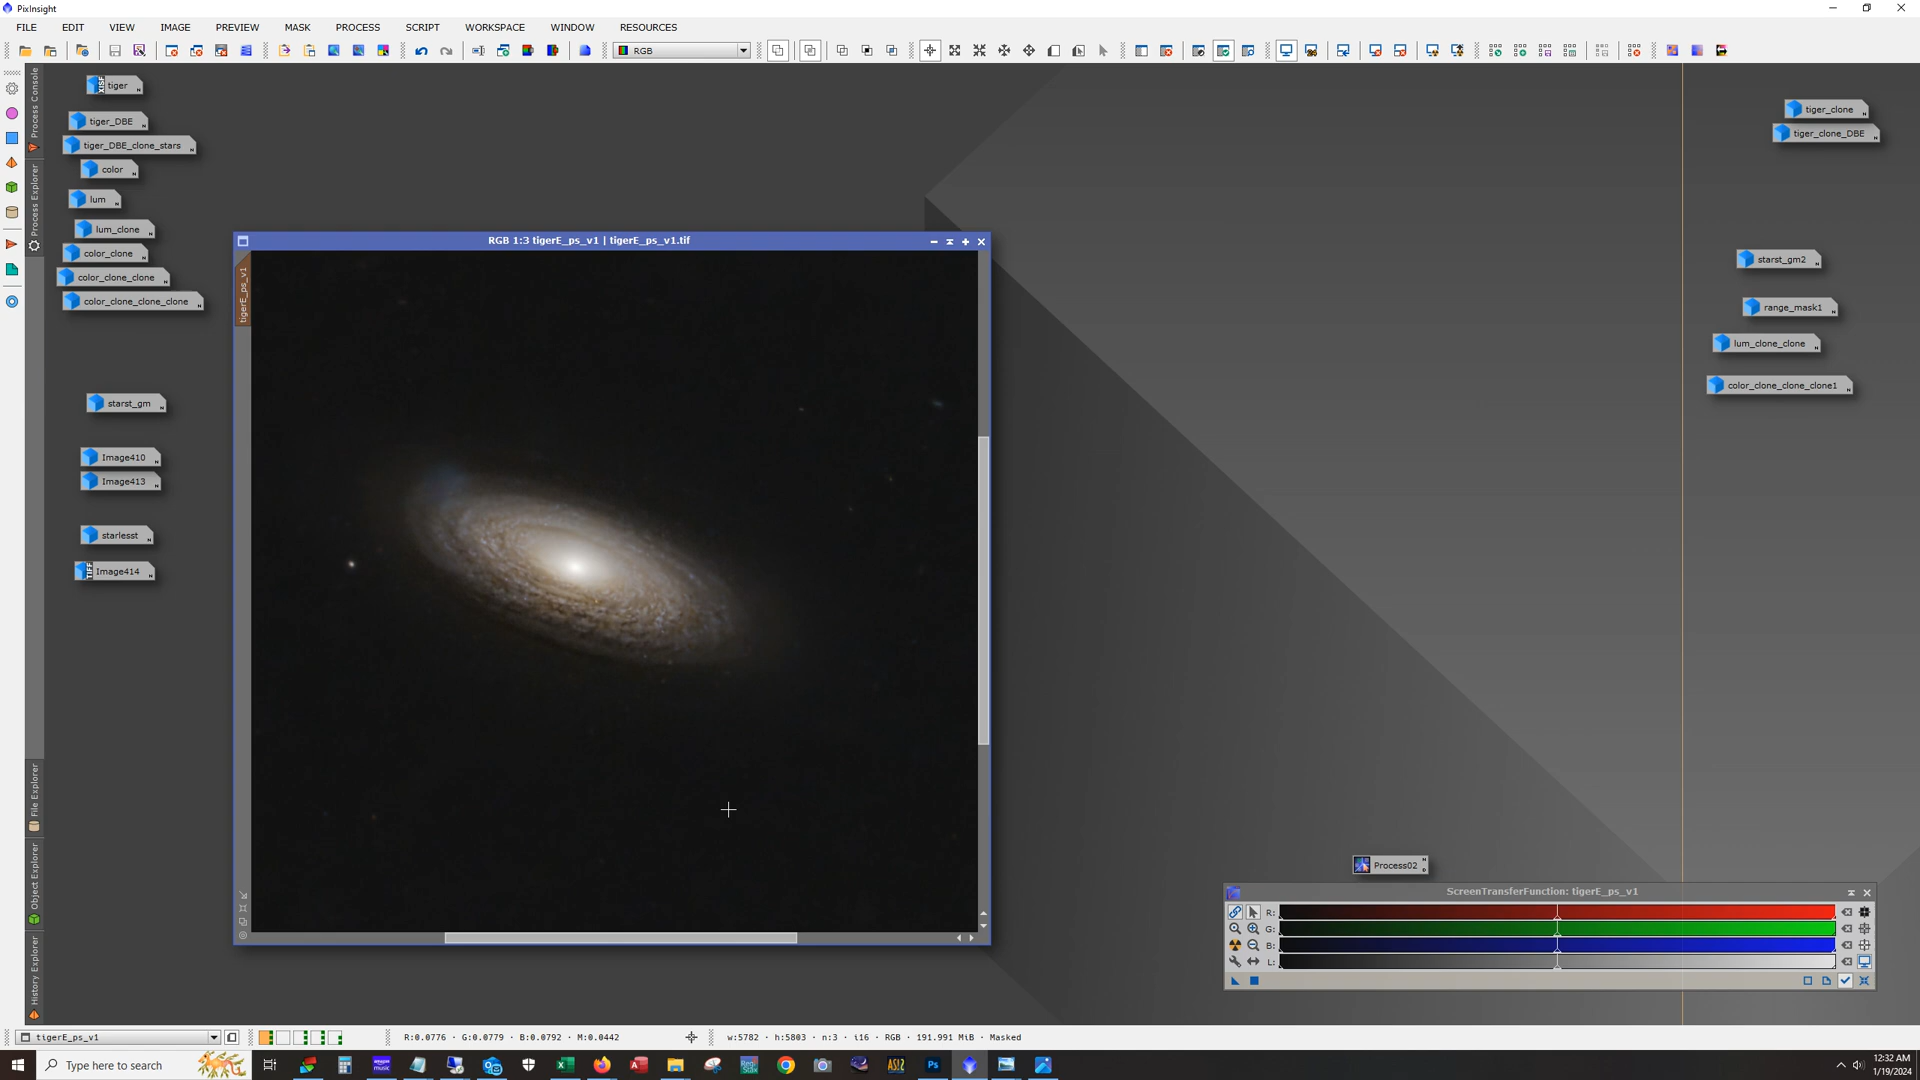 PixInsight
FILE EDIT VIEW IMAGE PREVIEW MASK PROCESS SCRIPT WORKSPACE WINDOW RESOURCES
RGB
Process Console
Process Explorer
File Explorer
Object Explorer
History Explorer
XISF tiger
tiger_DBE
tiger_DBE_clone_stars
color
lum
lum_clone
color_clone
color_clone_clone
color_clone_clone_clone
starst_gm
Image410
Image413
starlesst
TIFF Image414
RGB 1:3 tigerE_ps_v1 | tigerE_ps_v1.tif
tigerE_ps_v1
tiger_clone
tiger_clone_DBE
starst_gm2
range_mask1
lum_clone_clone
color_clone_clone_clone1
Process02
ScreenTransferFunction: tigerE_ps_v1
R:
G:
B:
L:
tigerE_ps_v1
R:0.0776 · G:0.0779 · B:0.0792 · M:0.0442
w:5782 · h:5803 · n:3 · i16 · RGB · 191.991 MiB · Masked
Type here to search
12:32 AM
1/19/2024